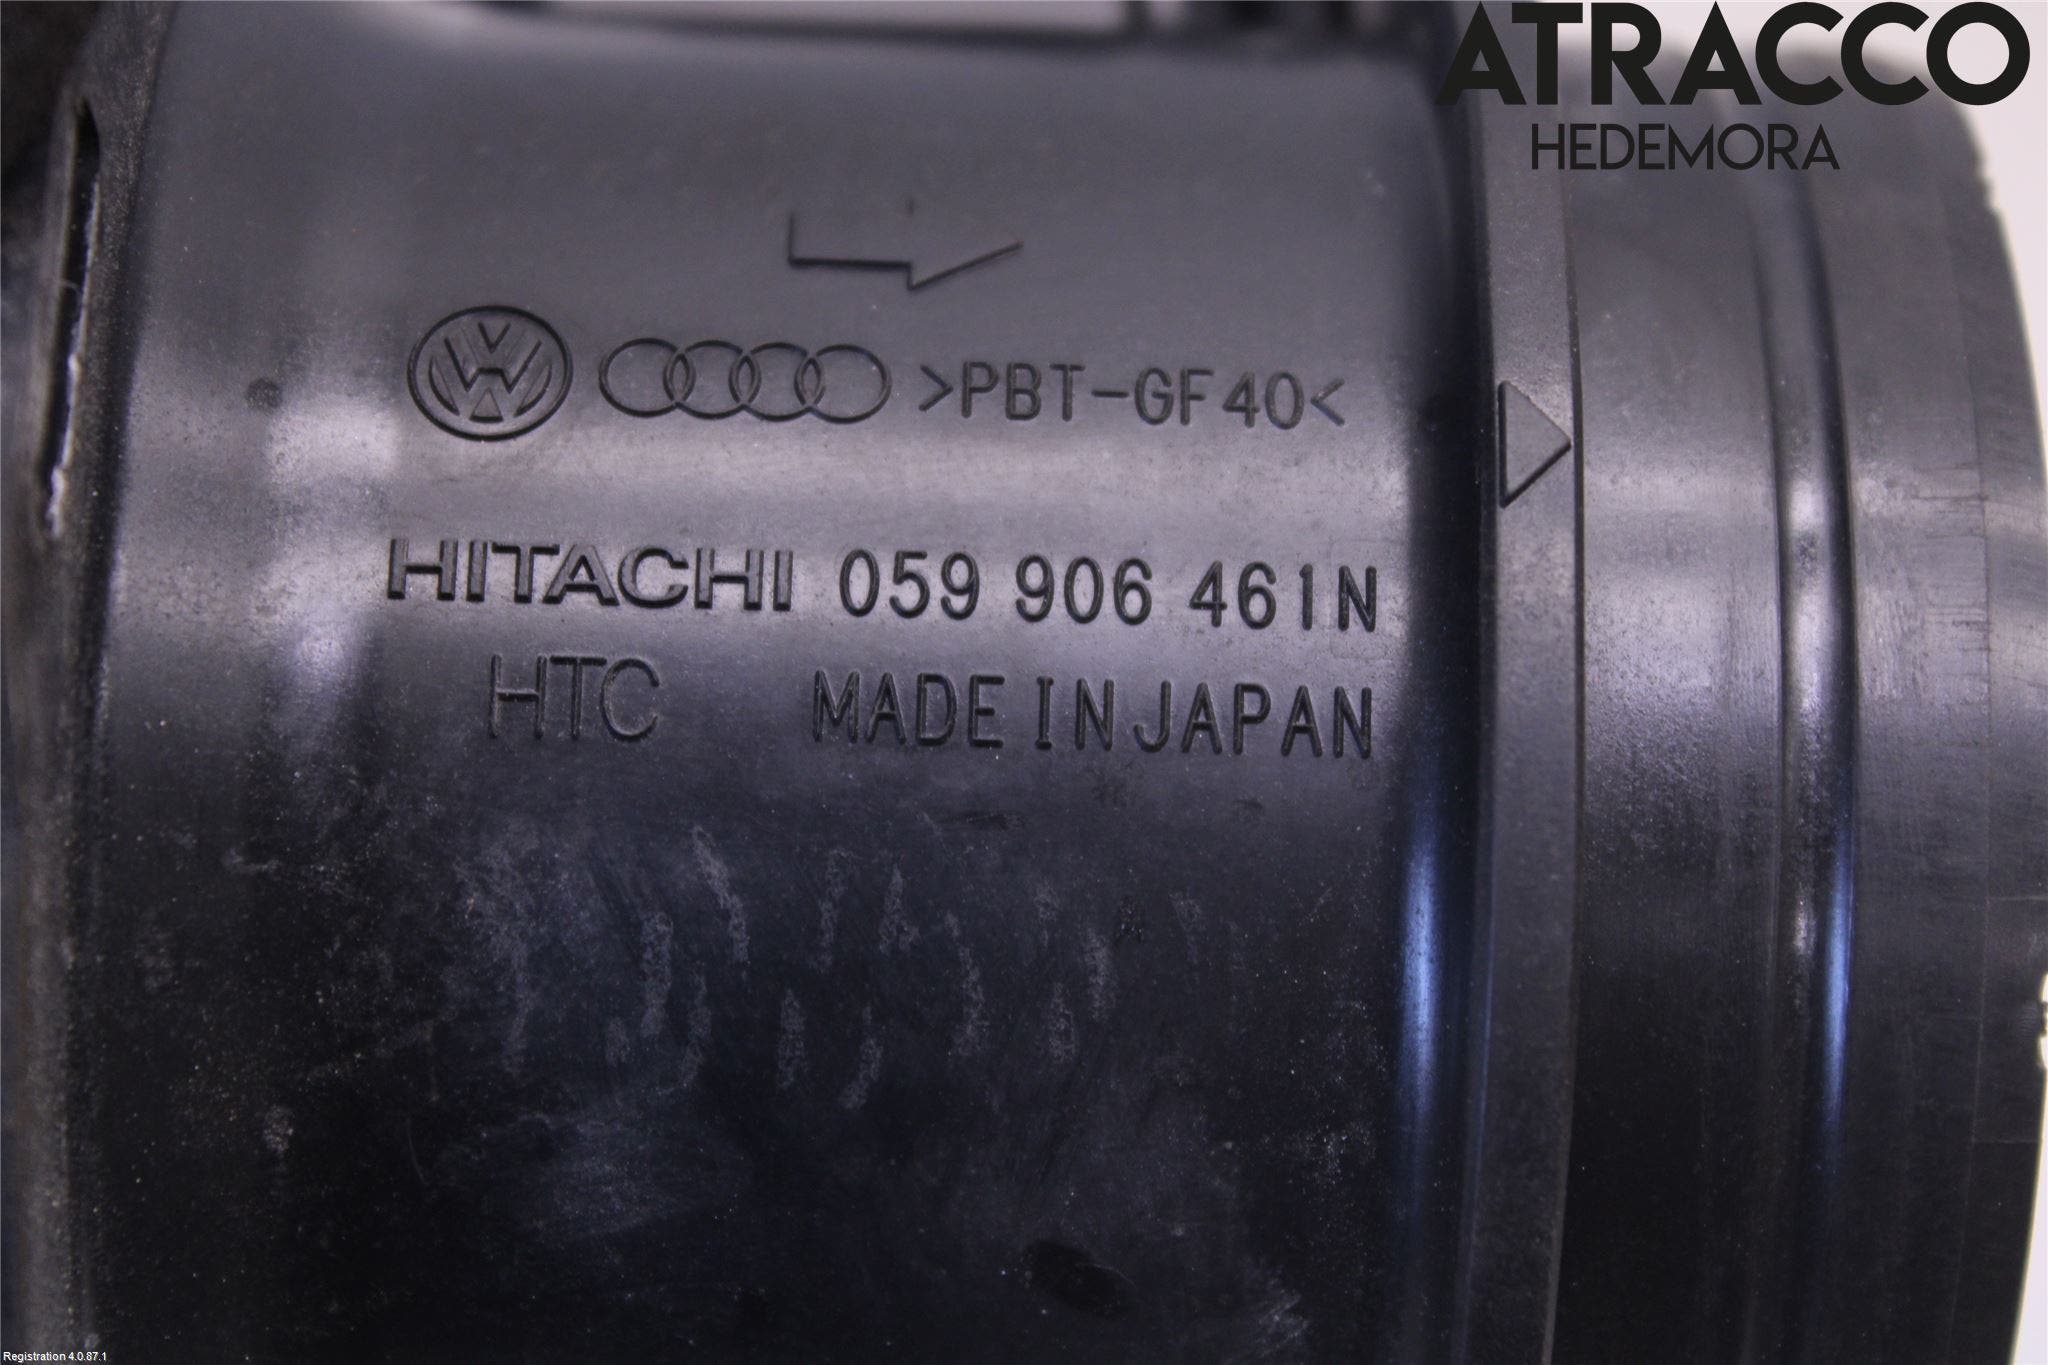 ATRACCO
HEDEMORA
>PBT-GF40<
HITACHI 059 906 461N
HTC MADE IN JAPAN
Registration 4.0.87.1